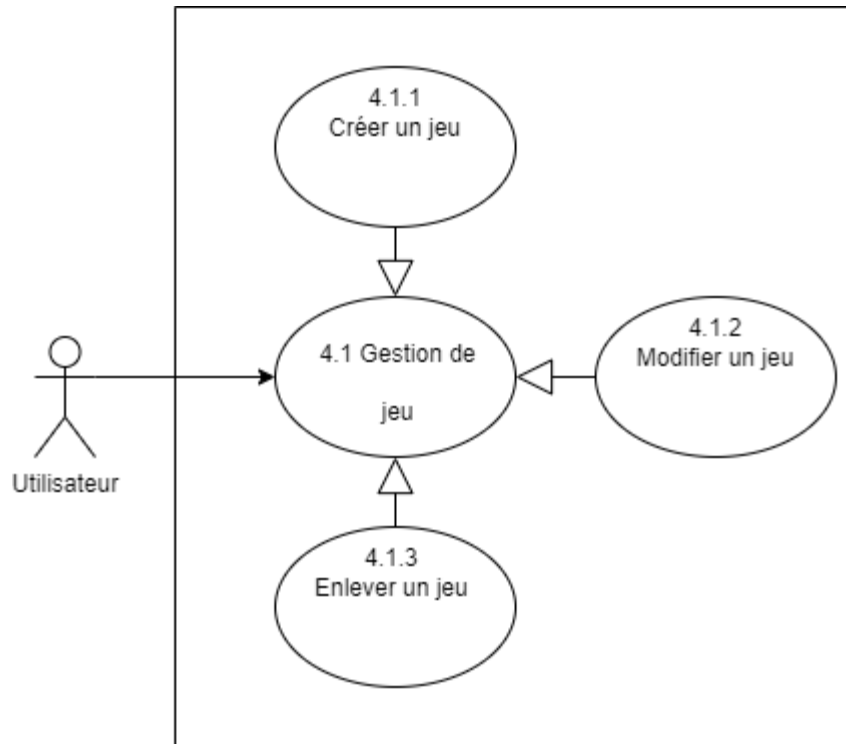 4.1.1
Créer un jeu
4.1 Gestion de
jeu
4.1.2
Modifier un jeu
Utilisateur
4.1.3
Enlever un jeu